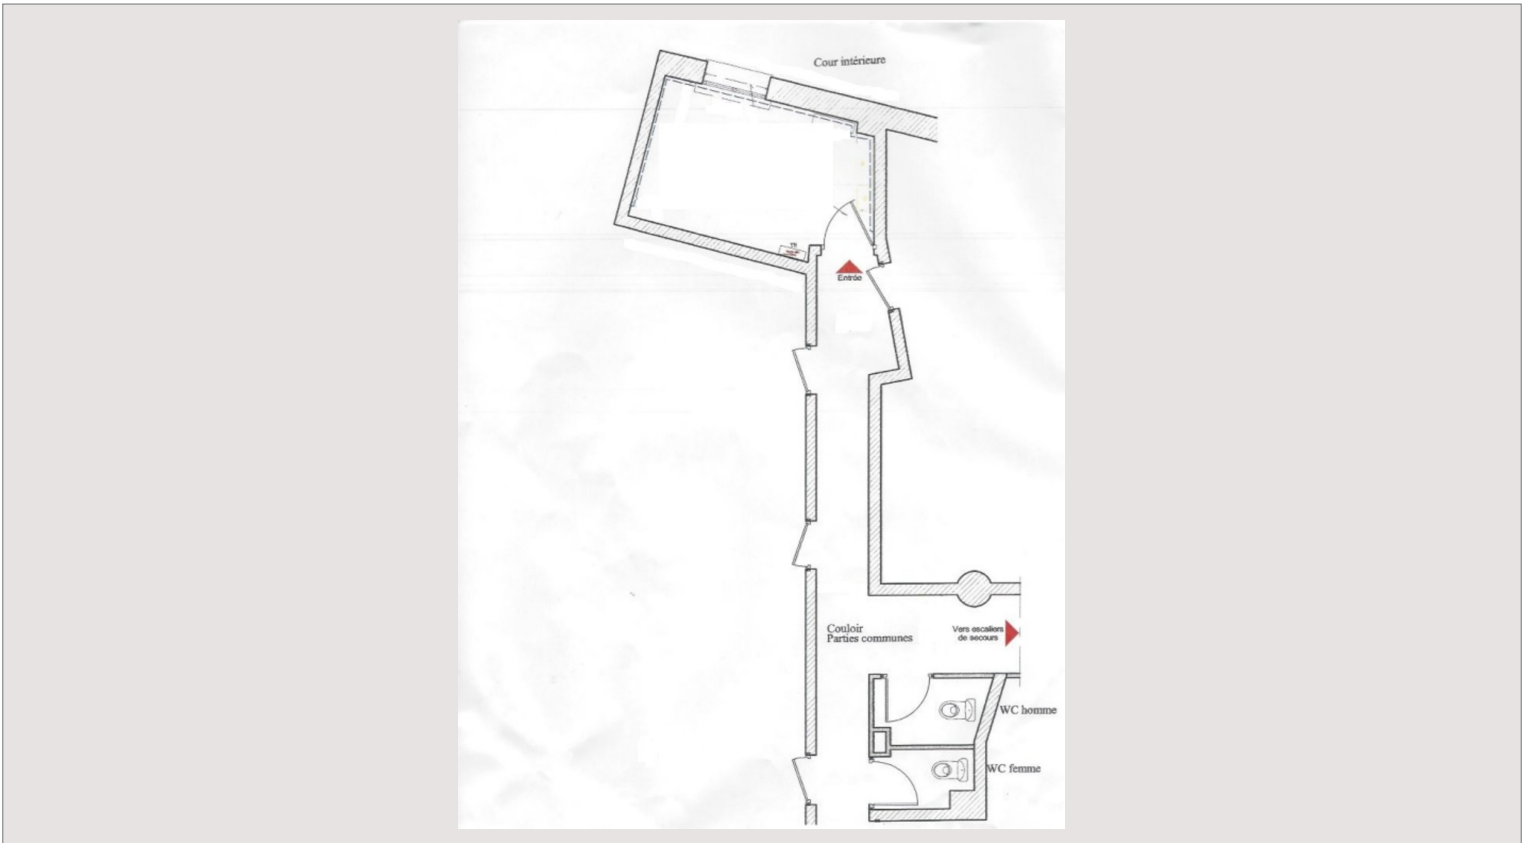 Cour intérieure
Entrée
Couloir
Parties communes
Vers escaliers
de secours
WC homme
WC femme